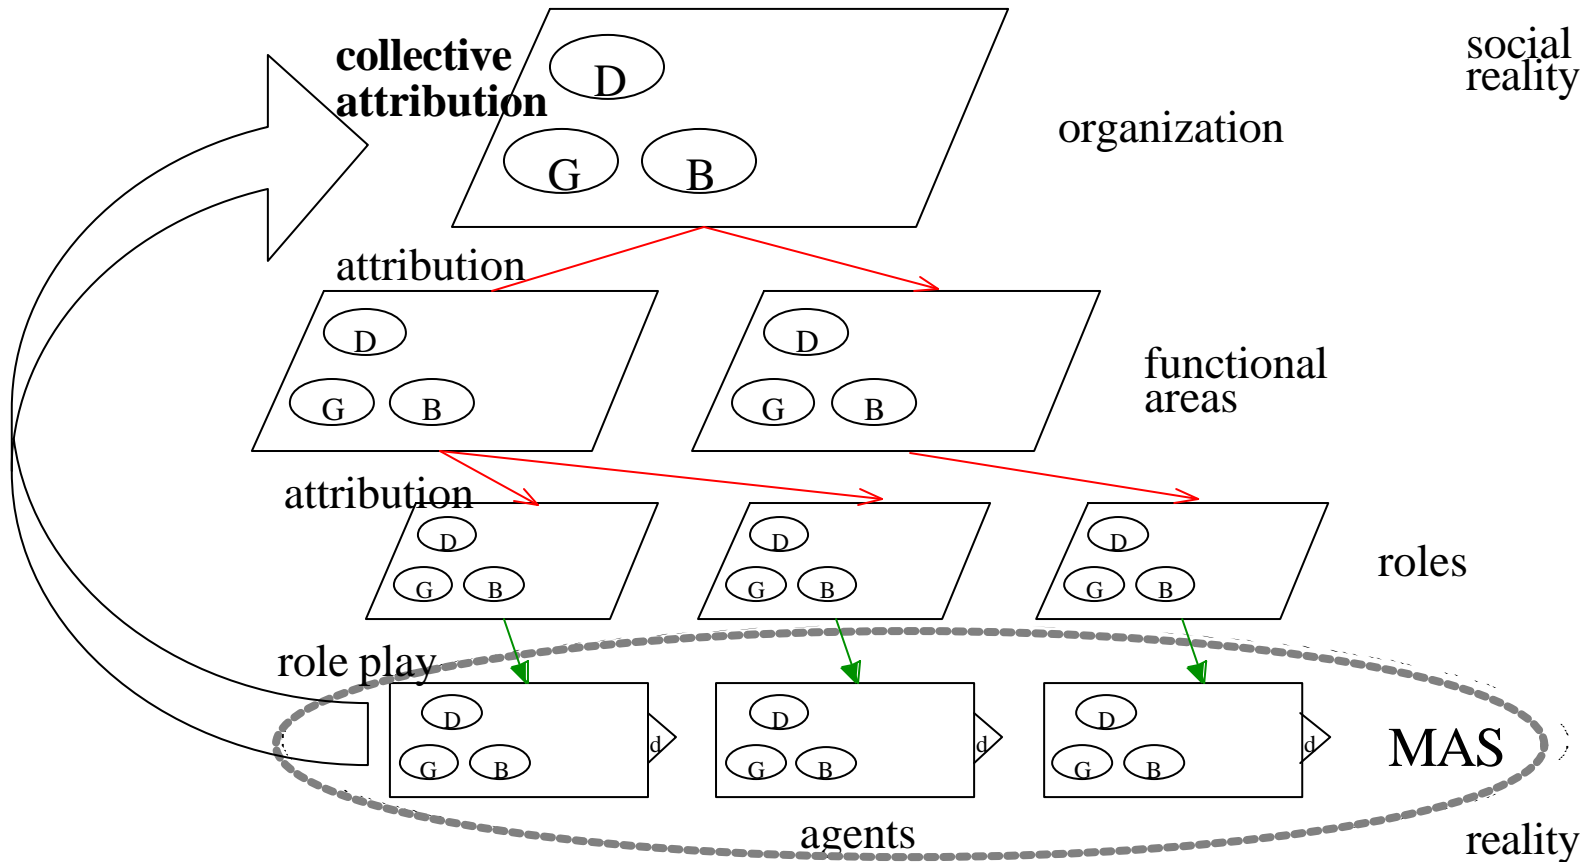 collective
attribution
D
G B
organization
social
reality
attribution
D
G B
D
G B
functional
areas
attribution
D
G B
D
G B
D
G B
roles
role play
D
G B
d
D
G B
d
D
G B
d
MAS
agents
reality